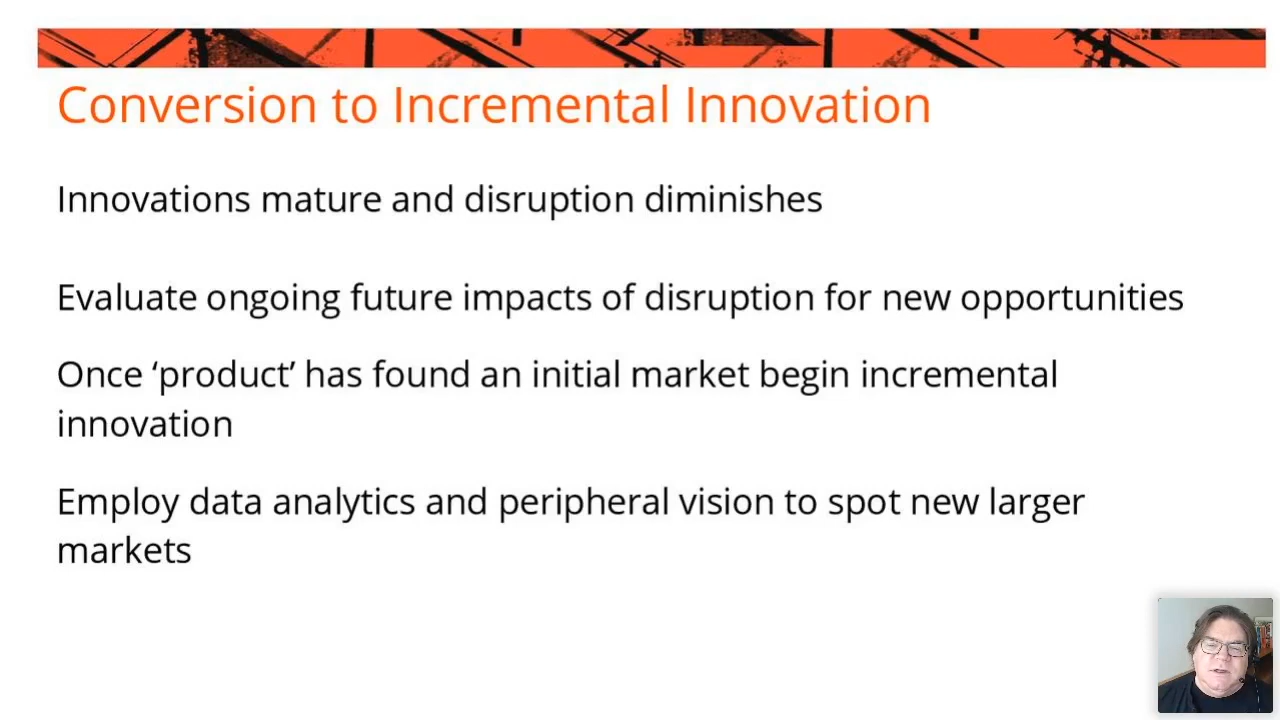 Conversion to Incremental Innovation
Innovations mature and disruption diminishes
Evaluate ongoing future impacts of disruption for new opportunities
Once ‘product’ has found an initial market begin incremental
innovation
Employ data analytics and peripheral vision to spot new larger
markets